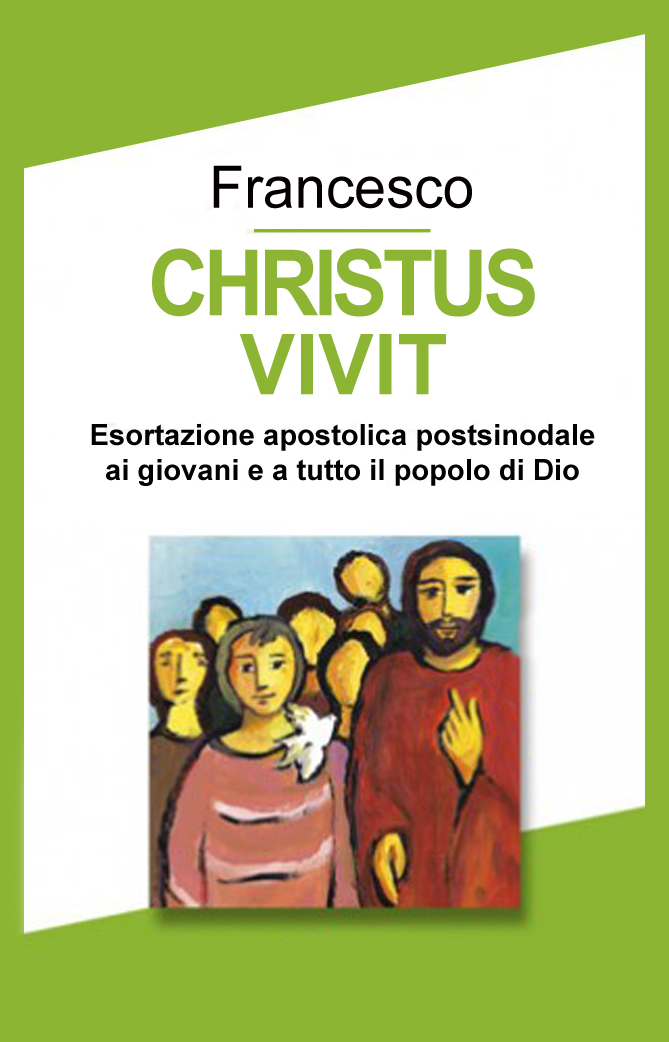 Francesco
CHRISTUS
VIVIT
Esortazione apostolica postsinodale
ai giovani e a tutto il popolo di Dio